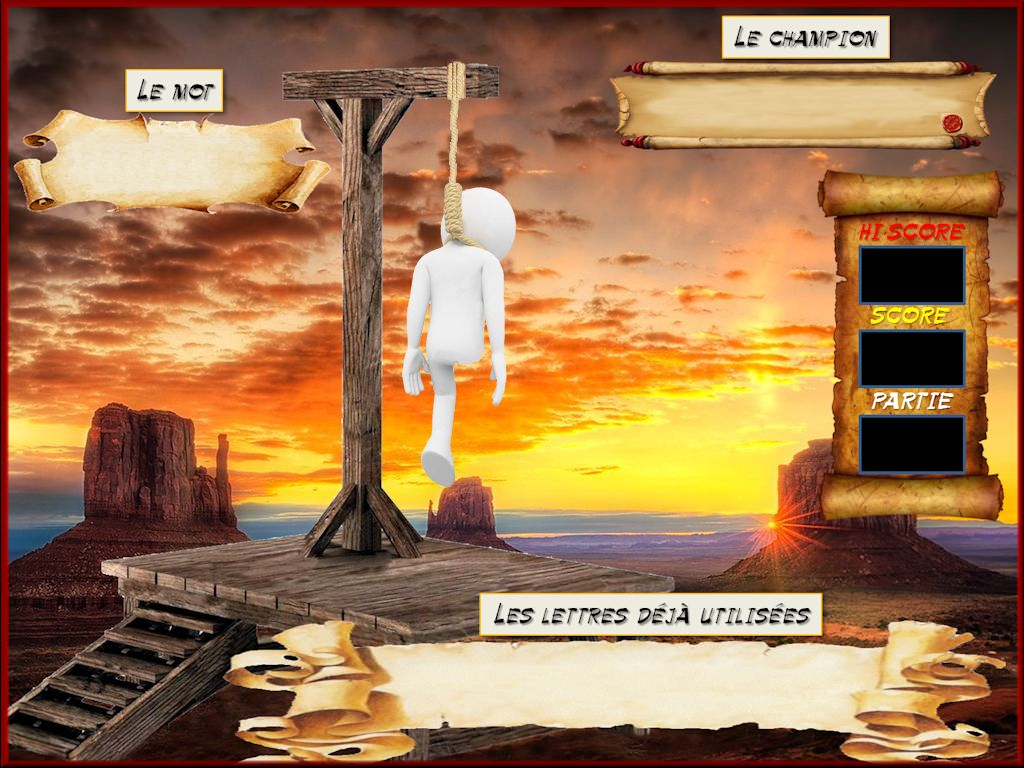 Le mot
Le champion
HI-SCORE
SCORE
PARTIE
Les lettres déjà utilisées